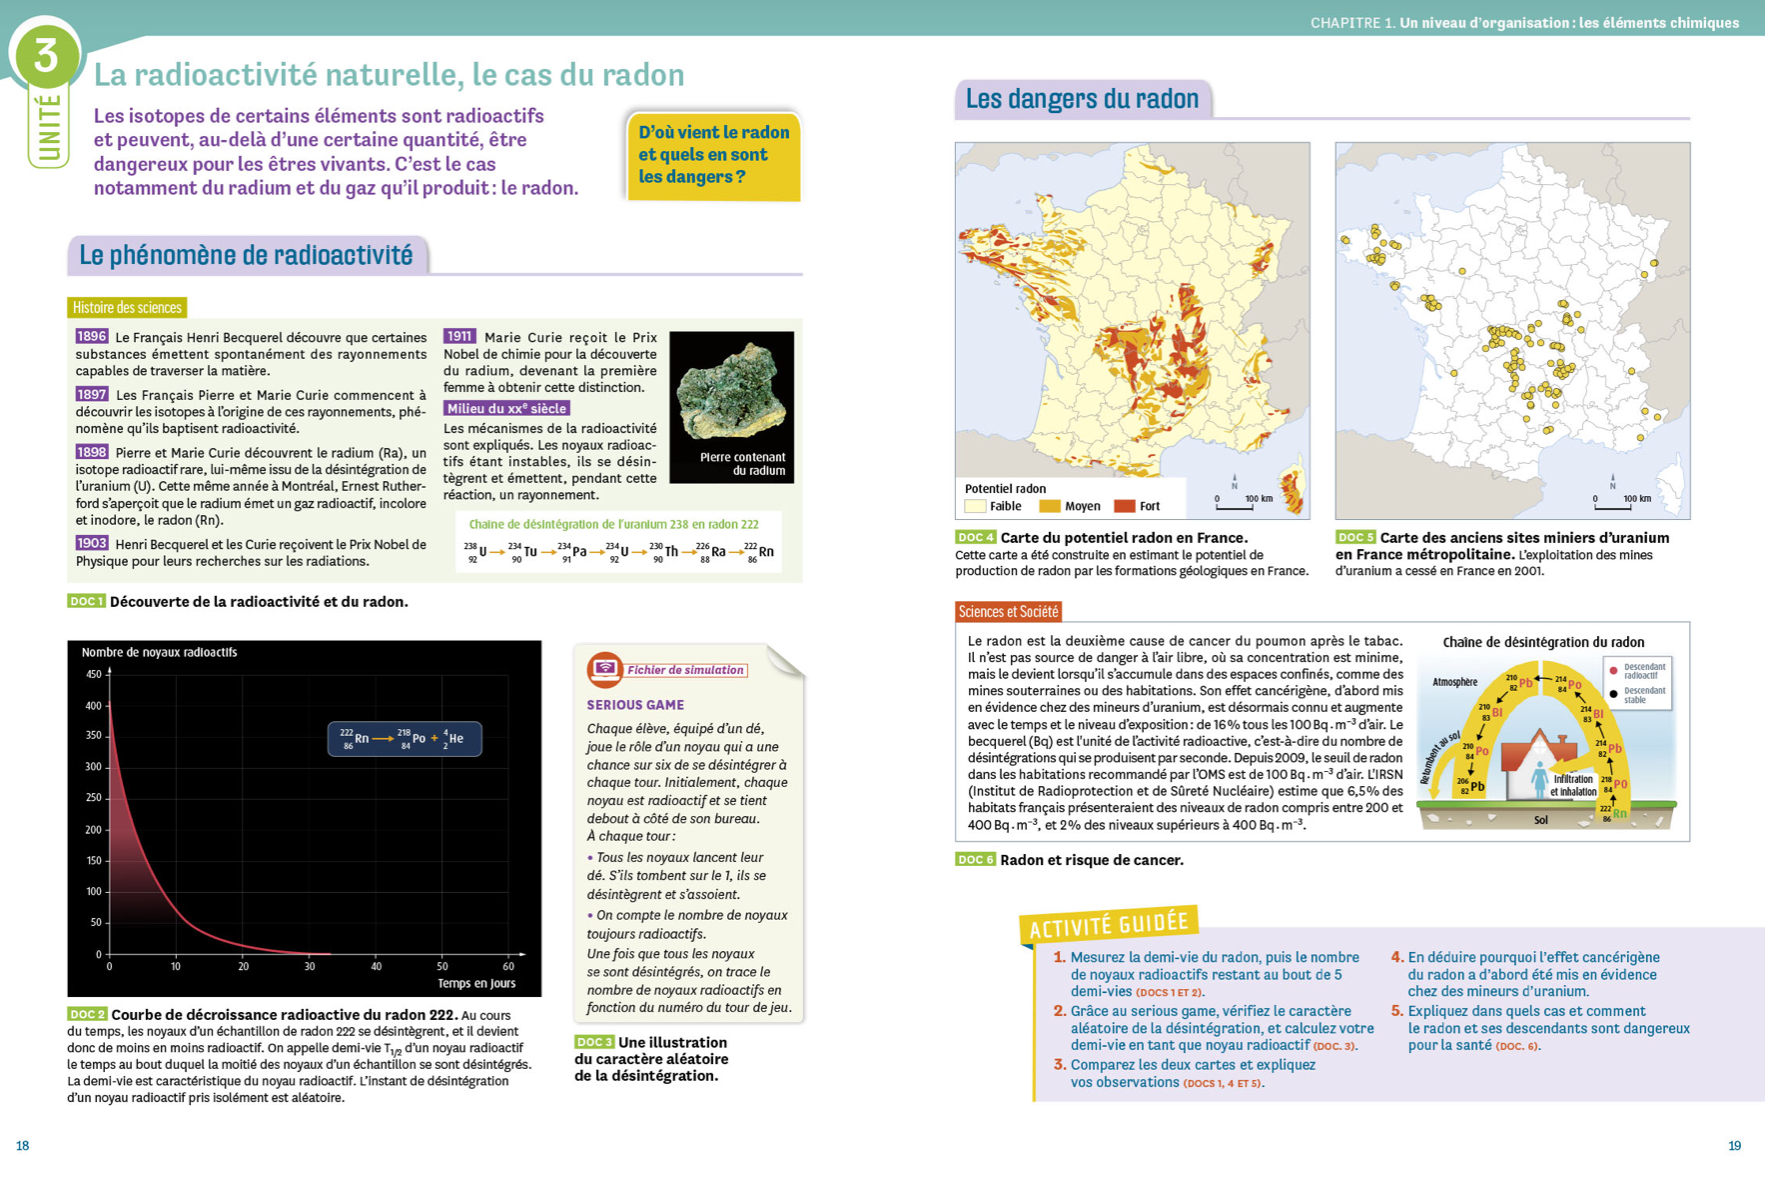 CHAPITRE 1. Un niveau d'organisation : les éléments chimiques
3
UNITÉ
La radioactivité naturelle, le cas du radon
Les isotopes de certains éléments sont radioactifs
et peuvent, au-delà d'une certaine quantité, être
dangereux pour les êtres vivants. C'est le cas
notamment du radium et du gaz qu'il produit : le radon.
D'où vient le radon
et quels en sont
les dangers ?
Le phénomène de radioactivité
Histoire des sciences
1896 Le Français Henri Becquerel découvre que certaines
substances émettent spontanément des rayonnements
capables de traverser la matière.
1897 Les Français Pierre et Marie Curie commencent à
découvrir les isotopes à l'origine de ces rayonnements, phé-
nomène qu'ils baptisent radioactivité.
1898 Pierre et Marie Curie découvrent le radium (Ra), un
isotope radioactif rare, lui-même issu de la désintégration de
l'uranium (U). Cette même année à Montréal, Ernest Ruther-
ford s'aperçoit que le radium émet un gaz radioactif, incolore
et inodore, le radon (Rn).
1903 Henri Becquerel et les Curie reçoivent le Prix Nobel de
Physique pour leurs recherches sur les radiations.
1911 Marie Curie reçoit le Prix
Nobel de chimie pour la découverte
du radium, devenant la première
femme à obtenir cette distinction.
Milieu du XXe siècle
Les mécanismes de la radioactivité
sont expliqués. Les noyaux radioac-
tifs étant instables, ils se désin-
tègrent et émettent, pendant cette
réaction, un rayonnement.
Pierre contenant
du radium
Chaîne de désintégration de l'uranium 238 en radon 222
238 92 U → 234 90 Tu → 234 91 Pa → 234 92 U → 230 90 Th → 226 88 Ra → 222 86 Rn
DOC 1 Découverte de la radioactivité et du radon.
Nombre de noyaux radioactifs
450
400
350
300
250
200
150
100
50
0
222 86 Rn → 218 84 Po + 4 2 He
0 10 20 30 40 50 60
Temps en Jours
DOC 2 Courbe de décroissance radioactive du radon 222. Au cours
du temps, les noyaux d'un échantillon de radon 222 se désintègrent, et il devient
donc de moins en moins radioactif. On appelle demi-vie T1/2 d'un noyau radioactif
le temps au bout duquel la moitié des noyaux d'un échantillon se sont désintégrés.
La demi-vie est caractéristique du noyau radioactif. L'instant de désintégration
d'un noyau radioactif pris isolément est aléatoire.
Fichier de simulation
SERIOUS GAME
Chaque élève, équipé d'un dé,
joue le rôle d'un noyau qui a une
chance sur six de se désintégrer à
chaque tour. Initialement, chaque
noyau est radioactif et se tient
debout à côté de son bureau.
À chaque tour :
• Tous les noyaux lancent leur
dé. S'ils tombent sur le 1, ils se
désintègrent et s'assoient.
• On compte le nombre de noyaux
toujours radioactifs.
Une fois que tous les noyaux
se sont désintégrés, on trace le
nombre de noyaux radioactifs en
fonction du numéro du tour de jeu.
DOC 3 Une illustration
du caractère aléatoire
de la désintégration.
18
Les dangers du radon
Potentiel radon
Faible Moyen Fort
N
0 100 km
DOC 4 Carte du potentiel radon en France.
Cette carte a été construite en estimant le potentiel de
production de radon par les formations géologiques en France.
N
0 100 km
DOC 5 Carte des anciens sites miniers d'uranium
en France métropolitaine. L'exploitation des mines
d'uranium a cessé en France en 2001.
Sciences et Société
Le radon est la deuxième cause de cancer du poumon après le tabac.
Il n'est pas source de danger à l'air libre, où sa concentration est minime,
mais le devient lorsqu'il s'accumule dans des espaces confinés, comme des
mines souterraines ou des habitations. Son effet cancérigène, d'abord mis
en évidence chez des mineurs d'uranium, est désormais connu et augmente
avec le temps et le niveau d'exposition : de 16 % tous les 100 Bq . m⁻³ d'air. Le
becquerel (Bq) est l'unité de l'activité radioactive, c'est-à-dire du nombre de
désintégrations qui se produisent par seconde. Depuis 2009, le seuil de radon
dans les habitations recommandé par l'OMS est de 100 Bq . m⁻³ d'air. L'IRSN
(Institut de Radioprotection et de Sûreté Nucléaire) estime que 6,5 % des
habitats français présenteraient des niveaux de radon compris entre 200 et
400 Bq . m⁻³, et 2 % des niveaux supérieurs à 400 Bq . m⁻³.
Chaîne de désintégration du radon
Descendant
radioactif
Descendant
stable
Atmosphère
210 82 Pb
214 84 Po
210 83 Bi
214 83 Bi
210 84 Po
214 82 Pb
206 82 Pb
218 84 Po
222 86 Rn
Retombent au sol
Infiltration
et inhalation
Sol
DOC 6 Radon et risque de cancer.
ACTIVITÉ GUIDÉE
1. Mesurez la demi-vie du radon, puis le nombre
de noyaux radioactifs restant au bout de 5
demi-vies (DOCS 1 ET 2).
2. Grâce au serious game, vérifiez le caractère
aléatoire de la désintégration, et calculez votre
demi-vie en tant que noyau radioactif (DOC. 3).
3. Comparez les deux cartes et expliquez
vos observations (DOCS 1, 4 ET 5).
4. En déduire pourquoi l'effet cancérigène
du radon a d'abord été mis en évidence
chez des mineurs d'uranium.
5. Expliquez dans quels cas et comment
le radon et ses descendants sont dangereux
pour la santé (DOC. 6).
19